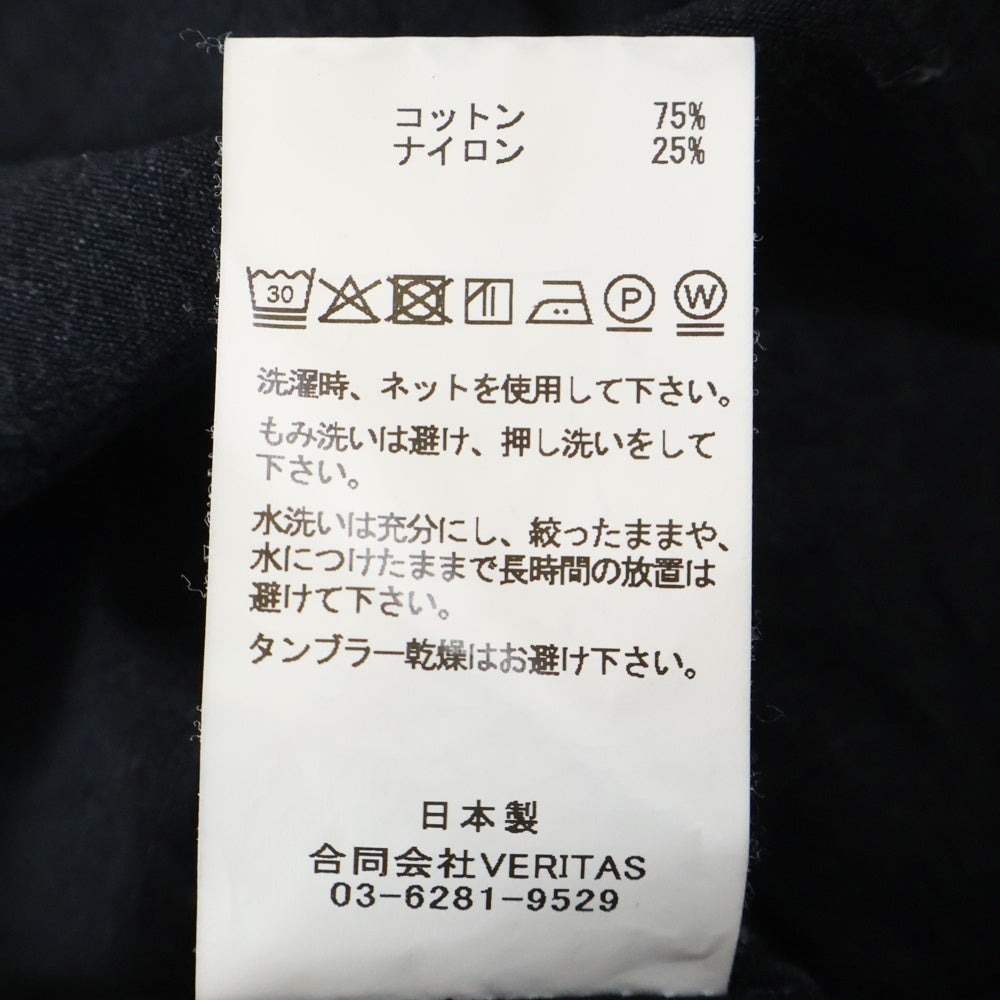 コットン 75%
ナイロン 25%
30 P W
洗濯時、ネットを使用して下さい。
もみ洗いは避け、押し洗いをして
下さい。
水洗いは充分にし、絞ったままや、
水につけたままで長時間の放置は
避けて下さい。
タンブラー乾燥はお避け下さい。
日本製
合同会社VERITAS
03-6281-9529